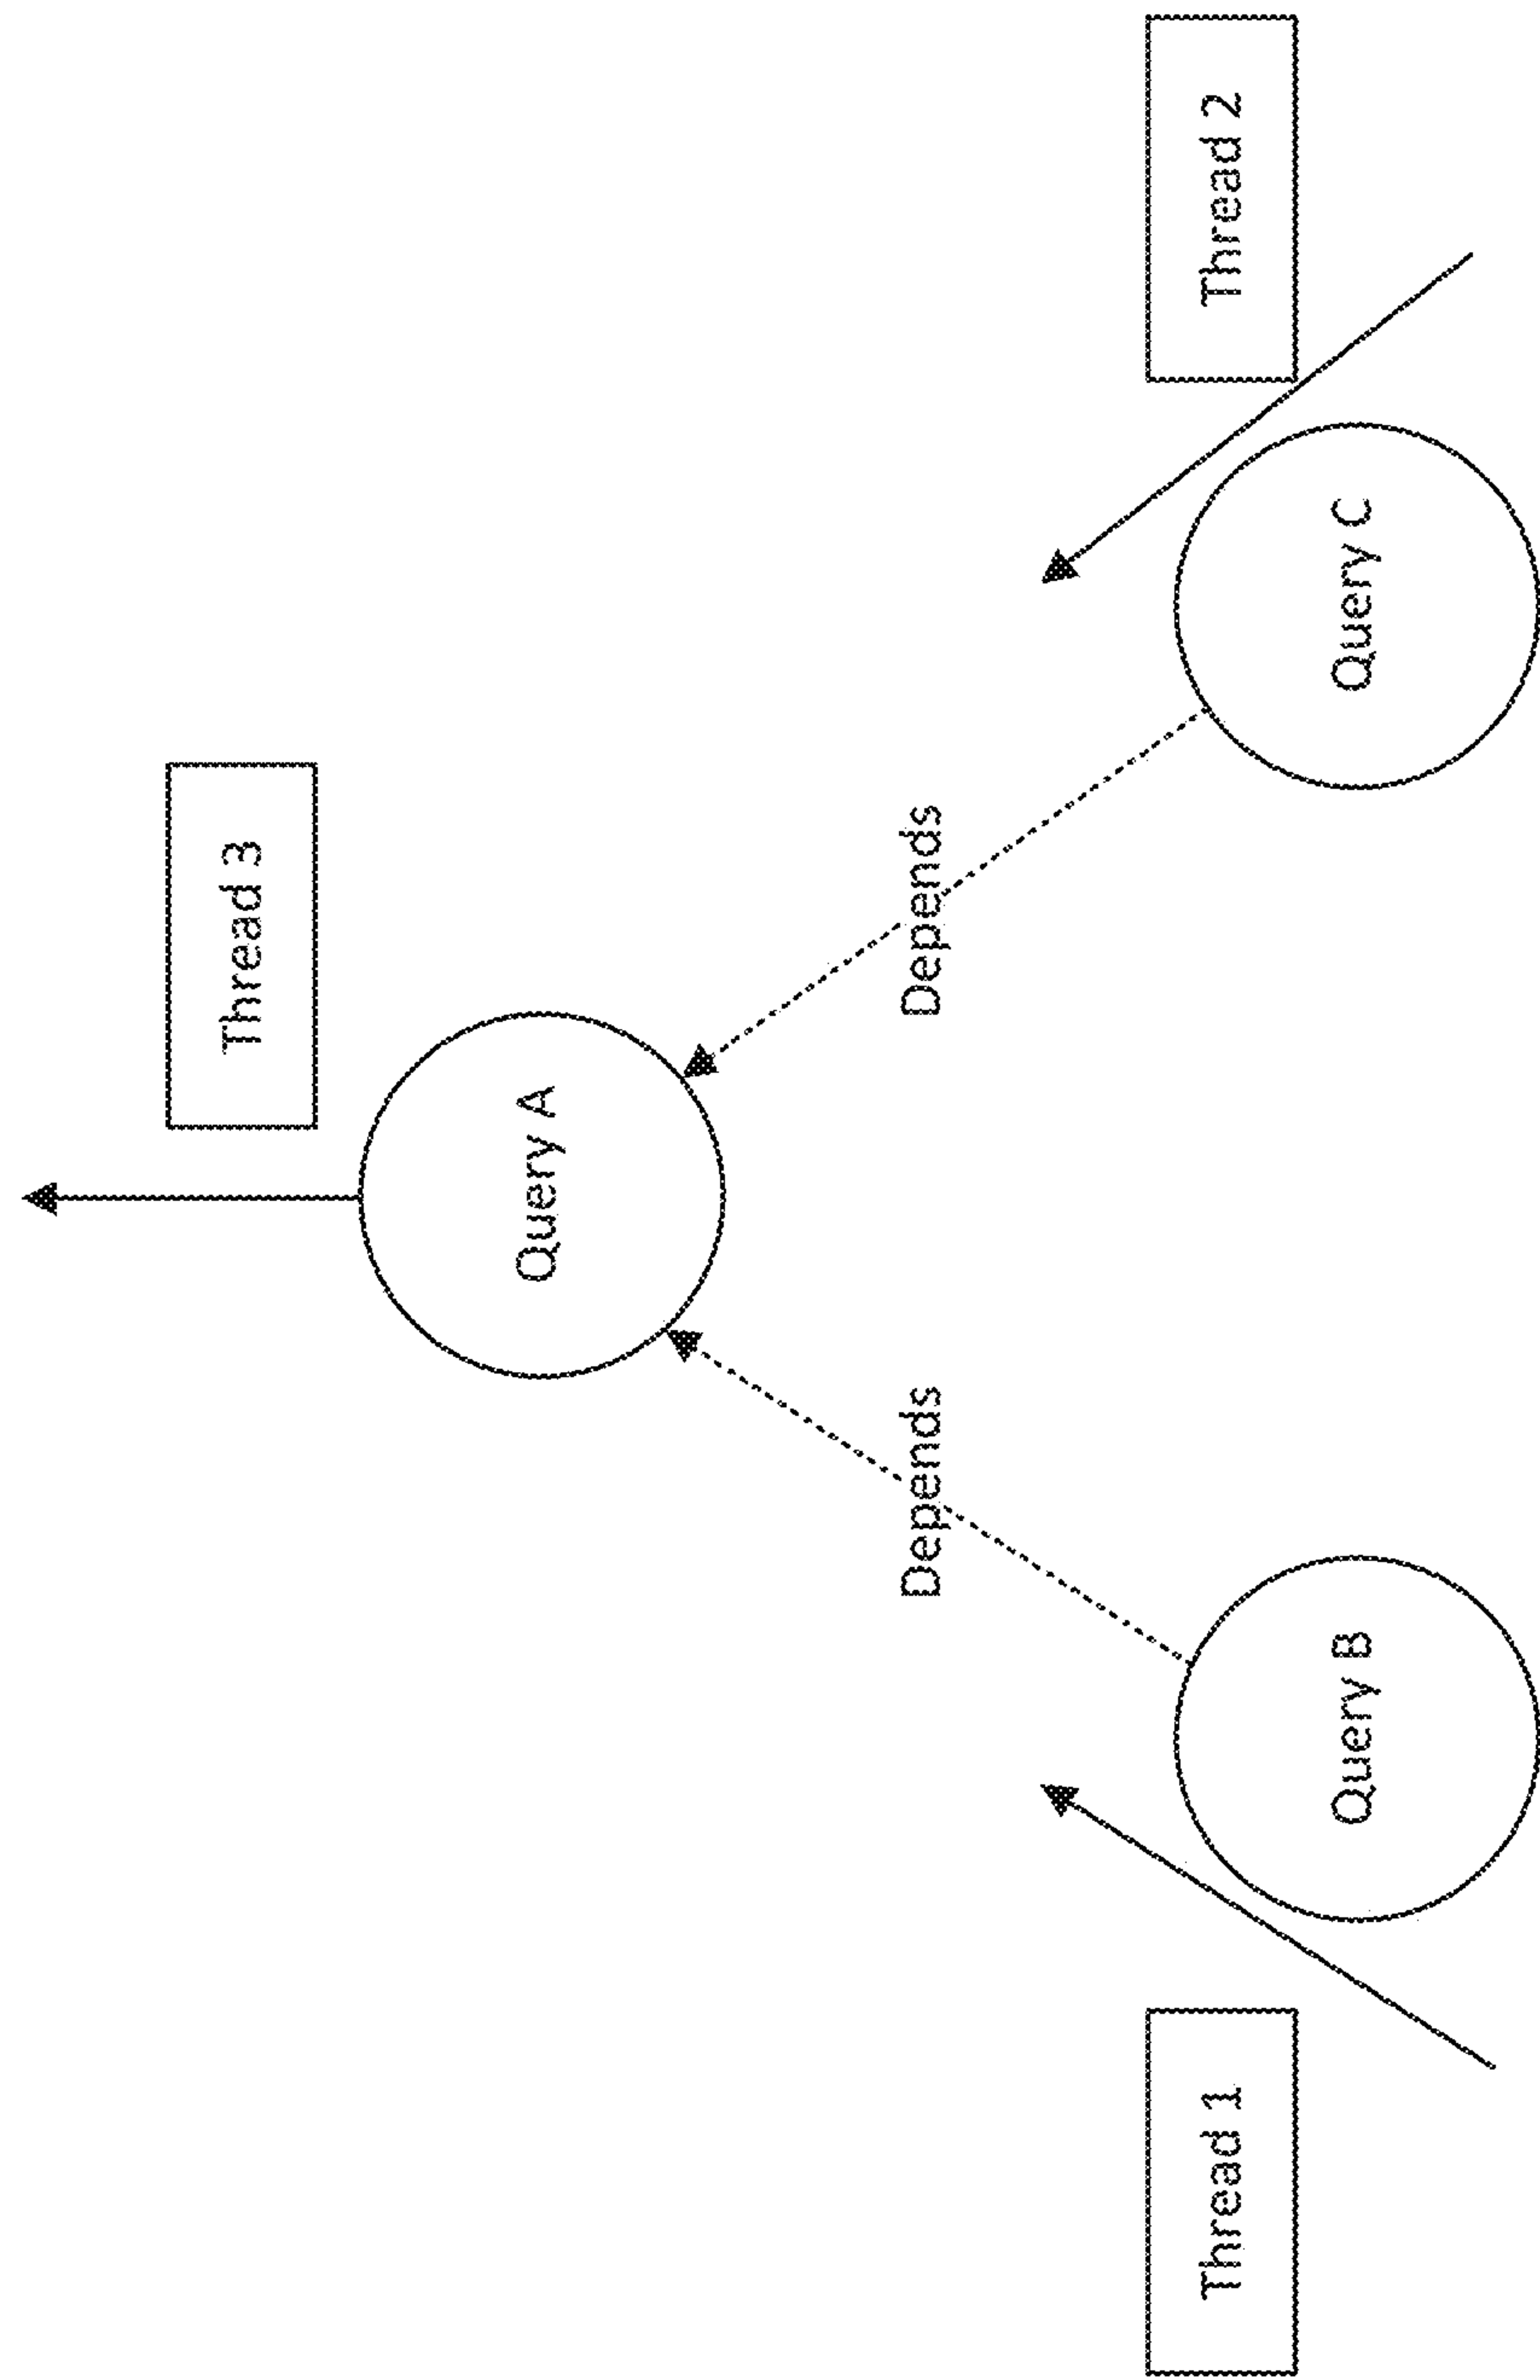 Thread 3
Query A
Depends
Depends
Thread 1
Thread 2
Query B
Query C